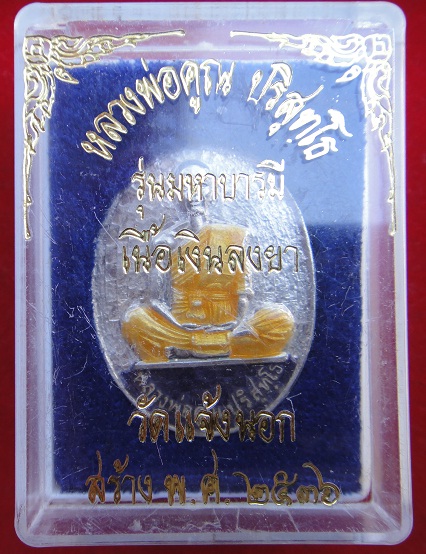 หลวงพ่อคูณ ปริสุทโธ
รุ่นมหาบารมี
เนื้อเงินลงยา
วัดแจ้งนอก
สร้าง พ.ศ. ๒๕๓๖